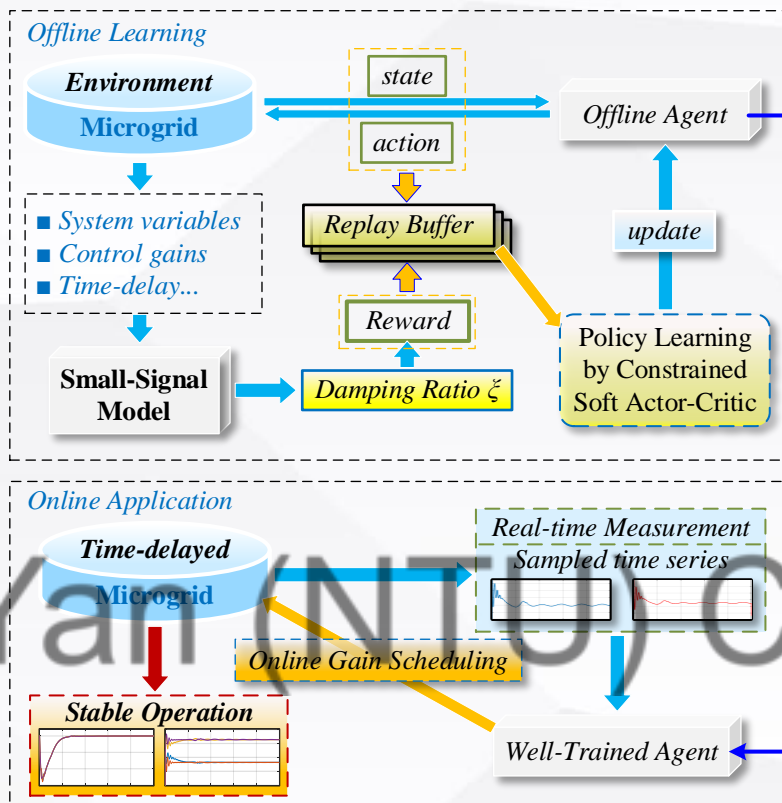 Offline Learning
Environment
Microgrid
state
action
Offline Agent
■ System variables
■ Control gains
■ Time-delay...
Replay Buffer
update
Reward
Small-Signal
Model
Damping Ratio ξ
Policy Learning
by Constrained
Soft Actor-Critic
Online Application
Time-delayed
Microgrid
Real-time Measurement
Sampled time series
Yan (NTU) C
Online Gain Scheduling
Stable Operation
Well-Trained Agent